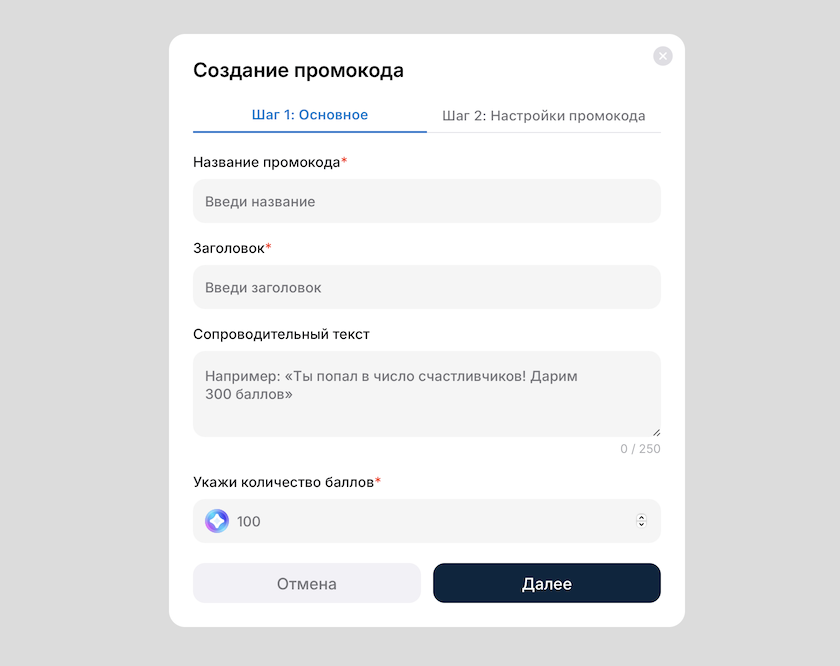 Создание промокода
Шаг 1: Основное
Шаг 2: Настройки промокода
Название промокода*
Введи название
Заголовок*
Введи заголовок
Сопроводительный текст
Например: «Ты попал в число счастливчиков! Дарим
300 баллов»
0 / 250
Укажи количество баллов*
100
Отмена
Далее